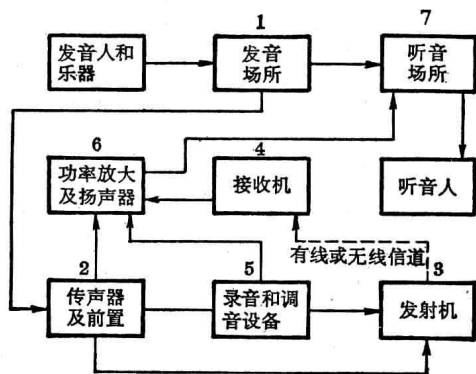 1
7
发音人和
乐器
发音
场所
听音
场所
6
4
功率放大
及扬声器
接收机
听音人
有线或无线信道
2
5
3
传声器
及前置
录音和调
音设备
发射机